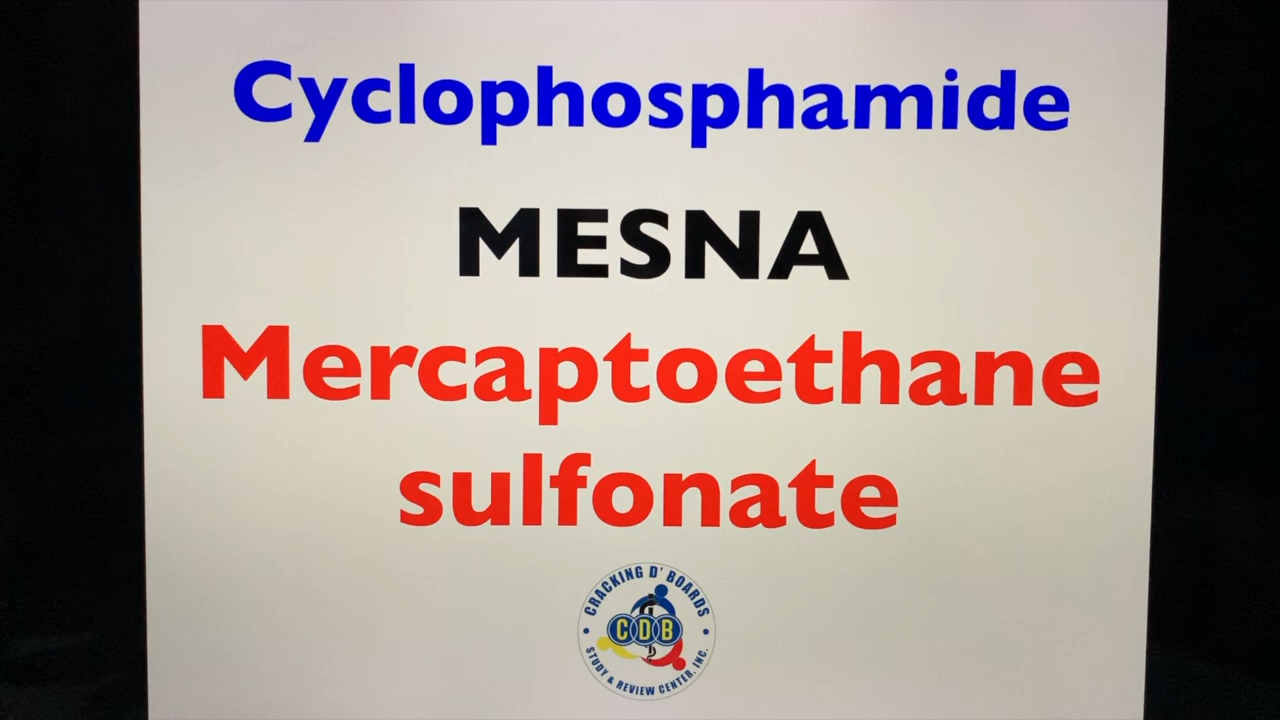 Cyclophosphamide
MESNA
Mercaptoethane
sulfonate
CRACKING D' BOARDS
CDB
STUDY & REVIEW CENTER, INC.